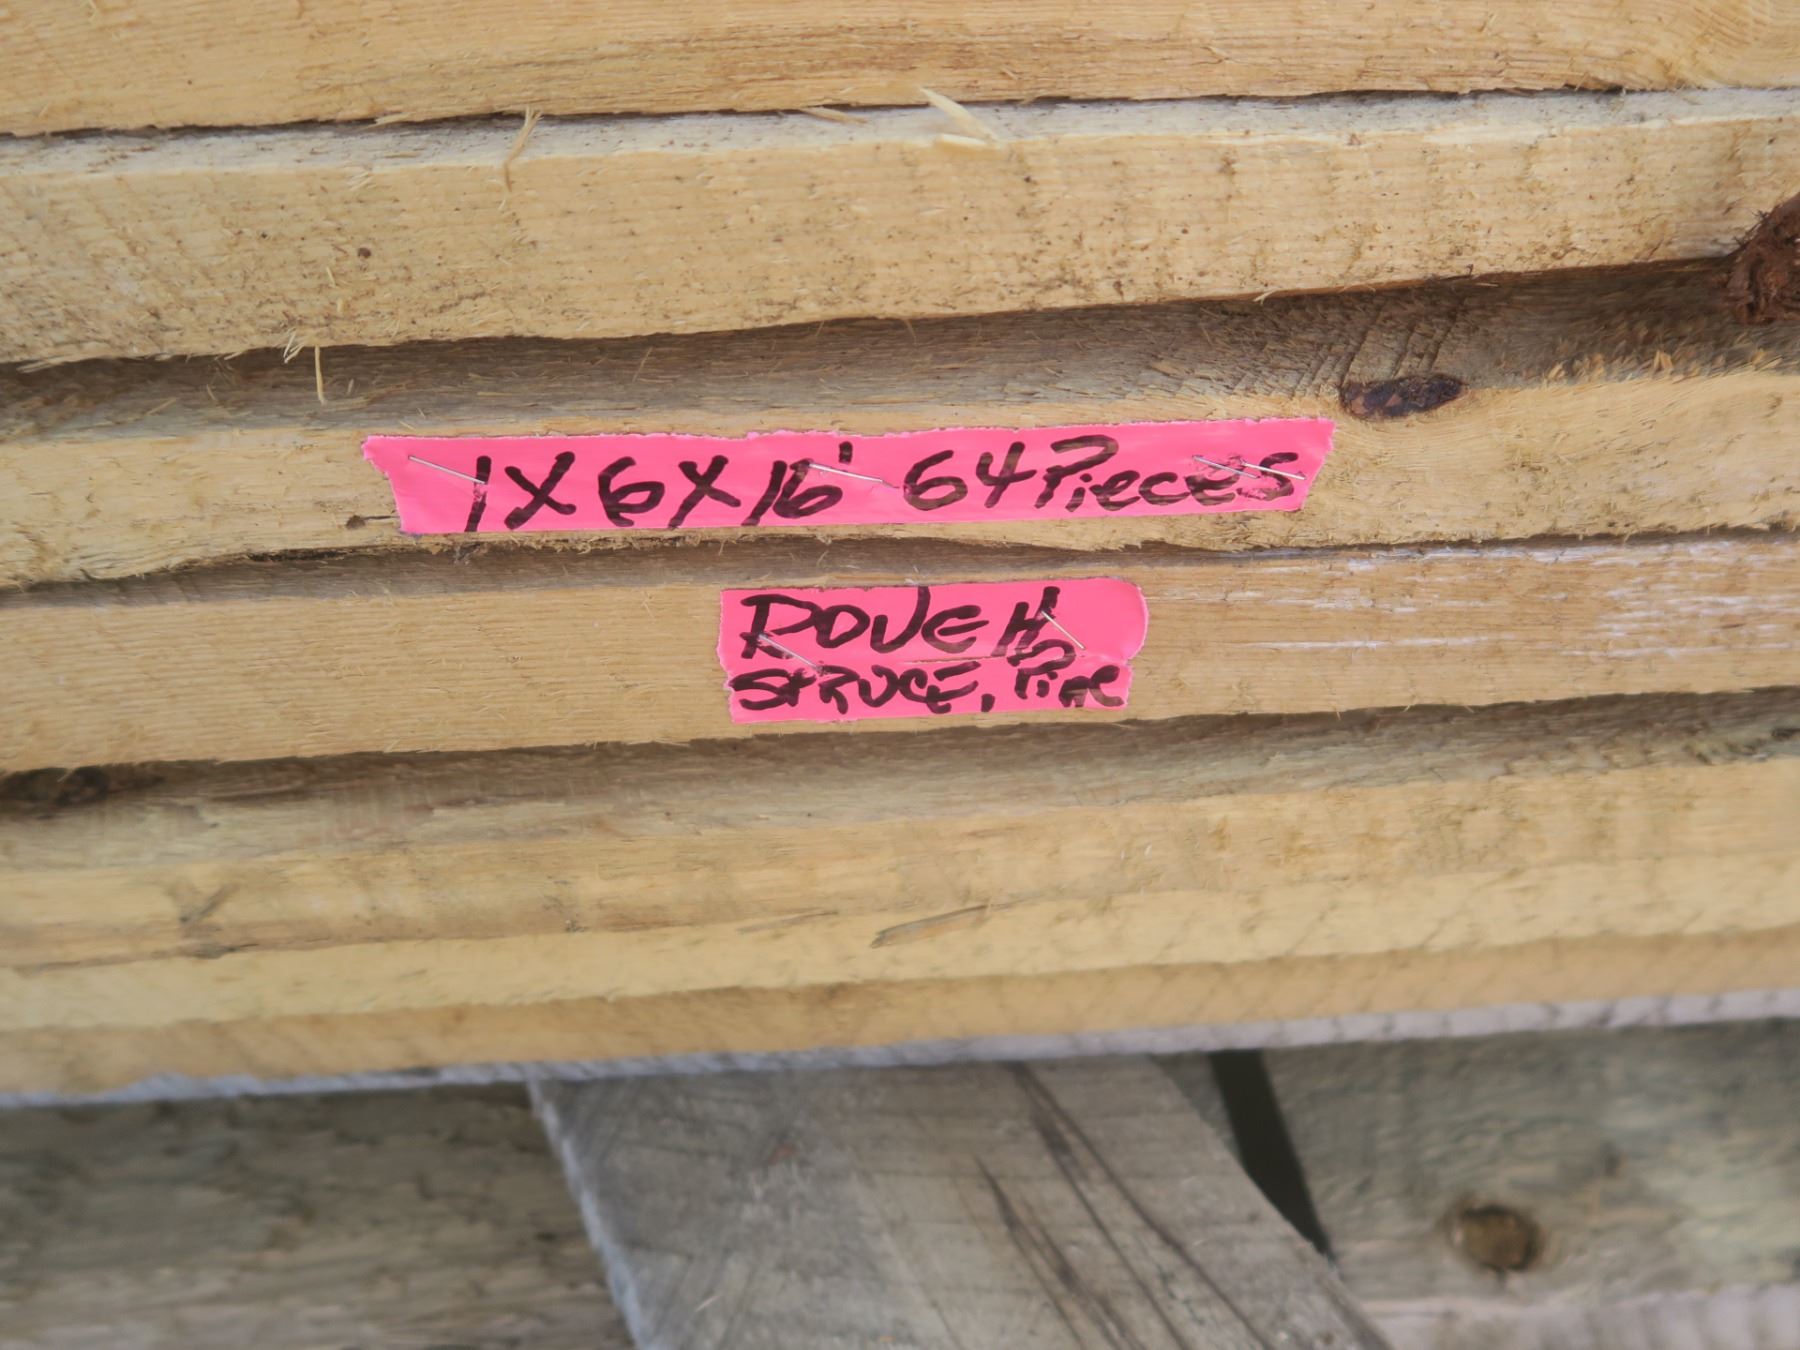 1X6X16' 64 Pieces
ROUGH
SPRUCE, Pine